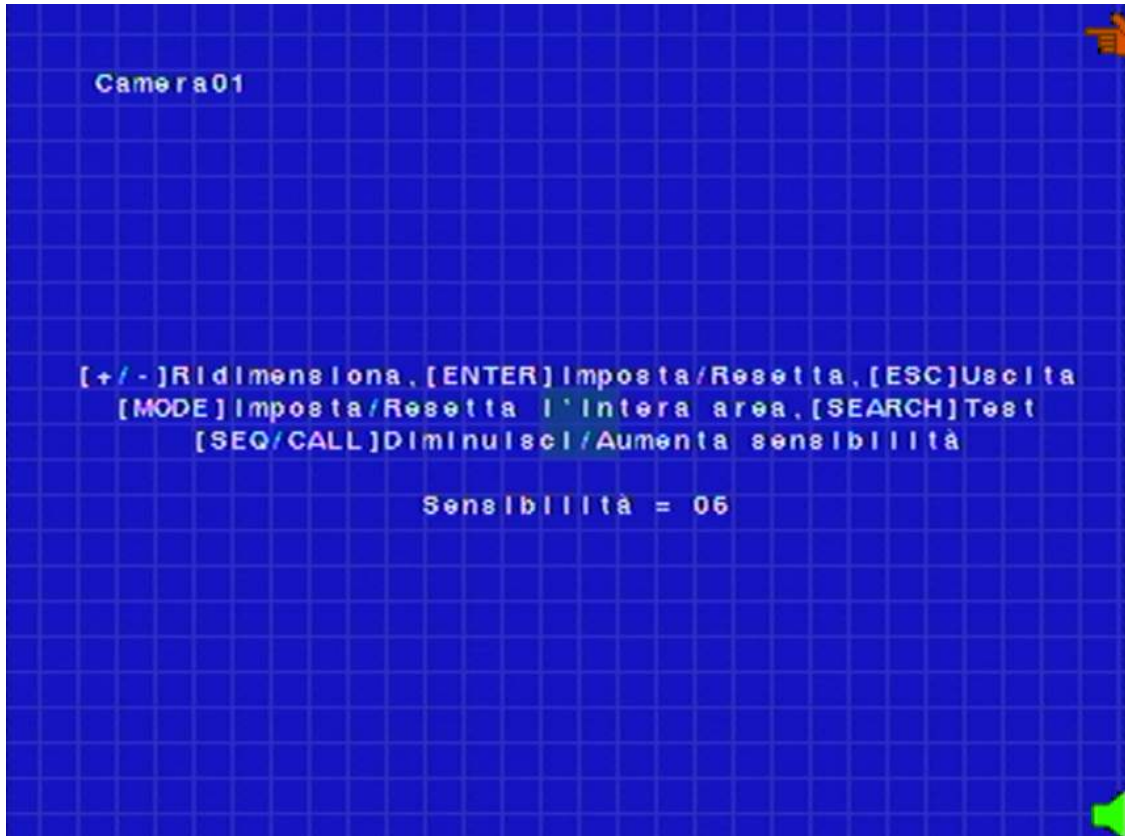 Camera01
[+/-]Ridimensiona,[ENTER]Imposta/Resetta,[ESC]Uscita
[MODE]Imposta/Resetta l`intera area,[SEARCH]Test
[SEQ/CALL]Diminuisci/Aumenta sensibilità
Sensibilità = 06